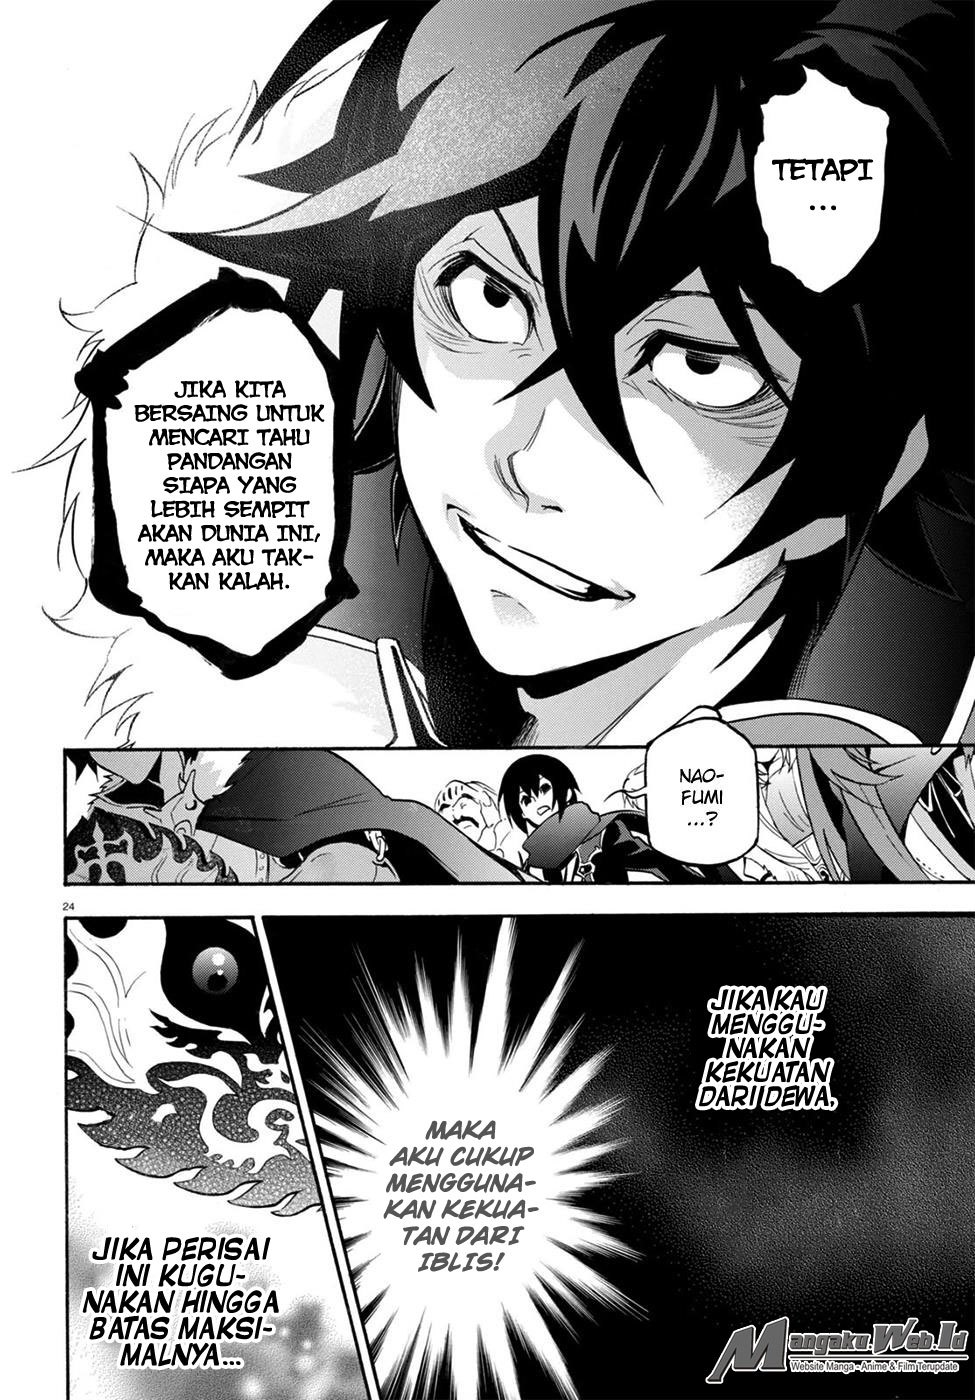 TETAPI
...
JIKA KITA
BERSAING UNTUK
MENCARI TAHU
PANDANGAN
SIAPA YANG
LEBIH SEMPIT
AKAN DUNIA INI,
MAKA AKU TAK-
KAN KALAH.
NAO-
FUMI
...?
24
JIKA KAU
MENGGU-
NAKAN
KEKUATAN
DARI DEWA,
MAKA
AKU CUKUP
MENGGUNA-
KAN KEKUA-
TAN DARI
IBLIS!
JIKA PERISAI
INI KUGU-
NAKAN HINGGA
BATAS MAKSI-
MALNYA...
Mangaku.Web.Id
Website Manga - Anime & Film Terupdate